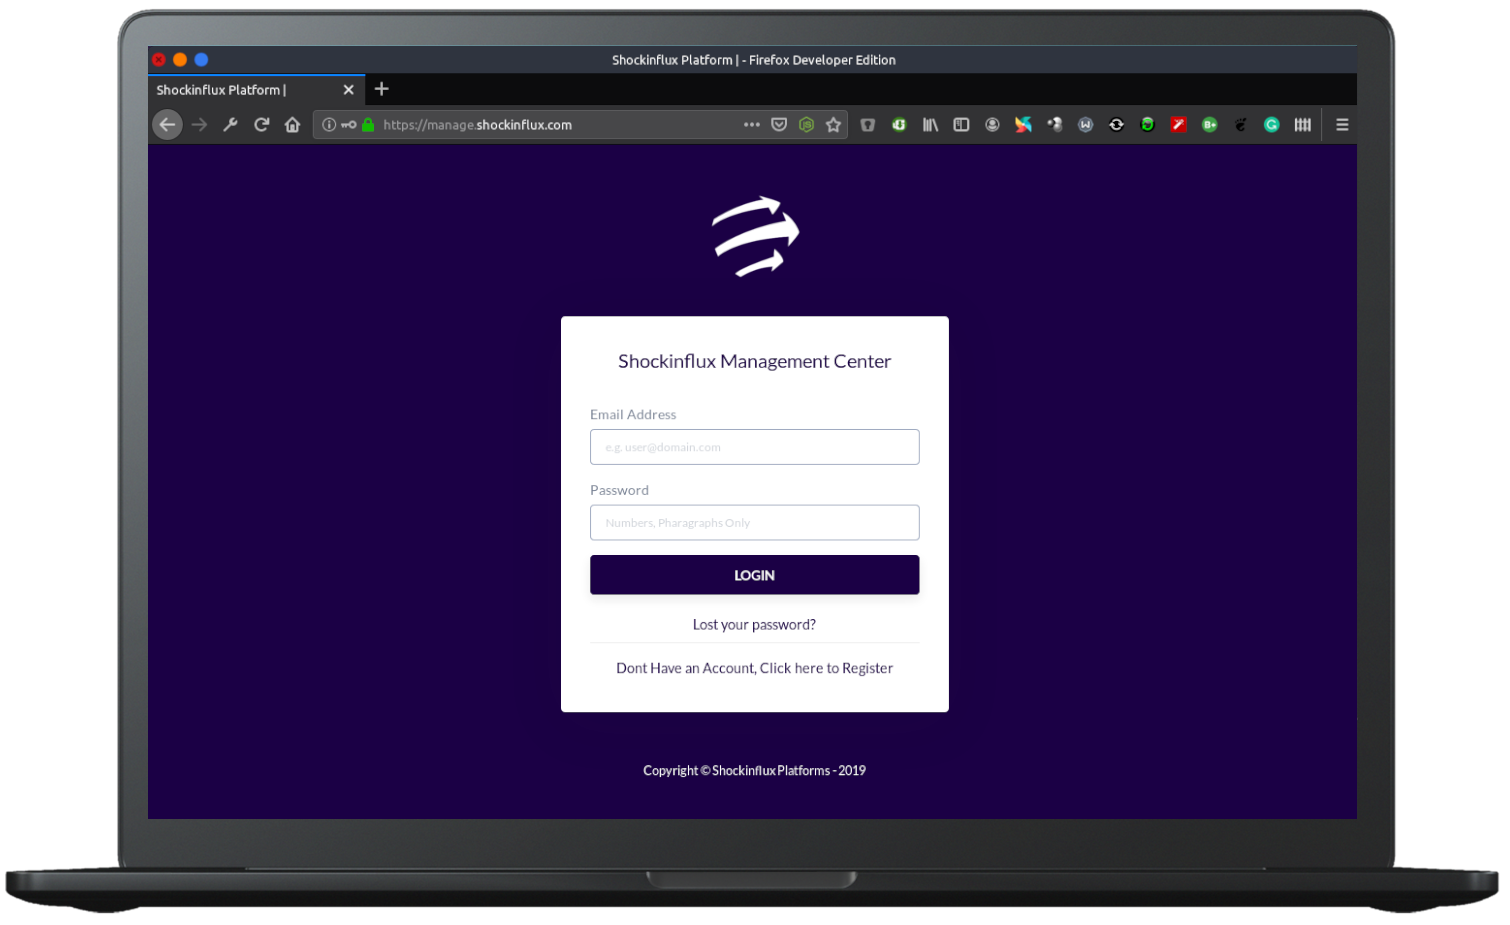 Shockinflux Platform | - Firefox Developer Edition
Shockinflux Platform |
https://manage.shockinflux.com
Shockinflux Management Center
Email Address
e.g. user@domain.com
Password
Numbers, Pharagraphs Only
LOGIN
Lost your password?
Dont Have an Account, Click here to Register
Copyright © Shockinflux Platforms - 2019